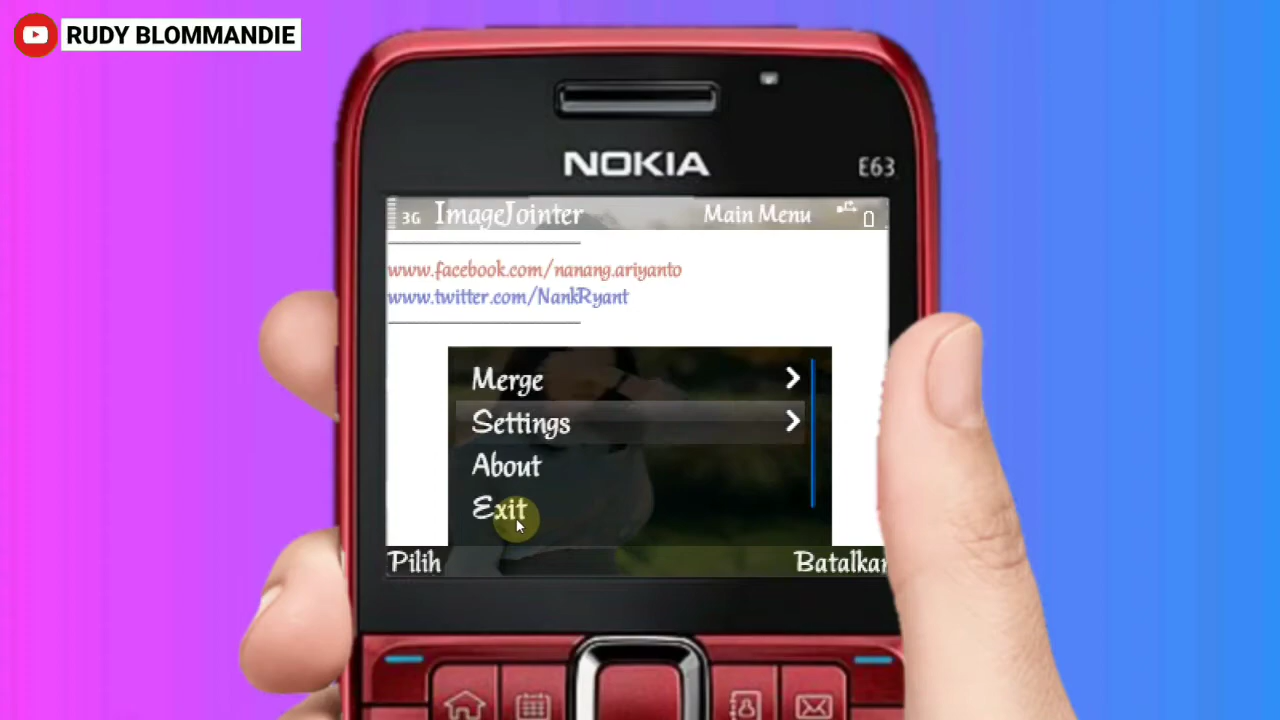 RUDY BLOMMANDIE
NOKIA
E63
3G ImageJointer Main Menu
www.facebook.com/nanang.ariyanto
www.twitter.com/NankRyant
Merge
Settings
About
Exit
Pilih Batalkan